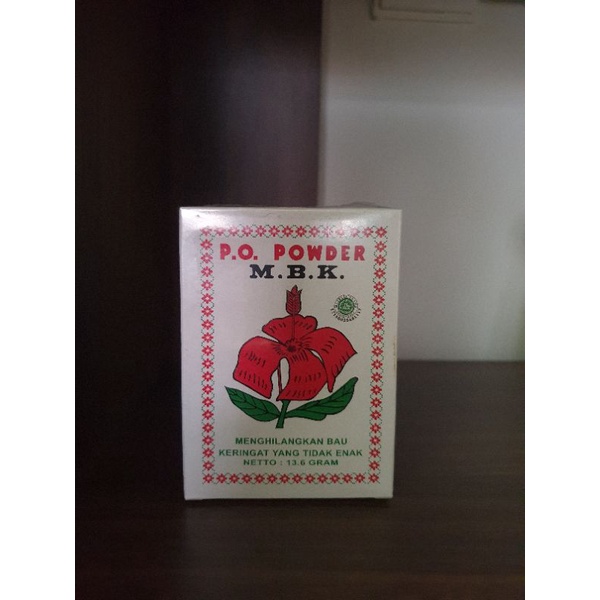 P.O. POWDER
M.B.K.
MENGHILANGKAN BAU
KERINGAT YANG TIDAK ENAK
NETTO : 13.6 GRAM